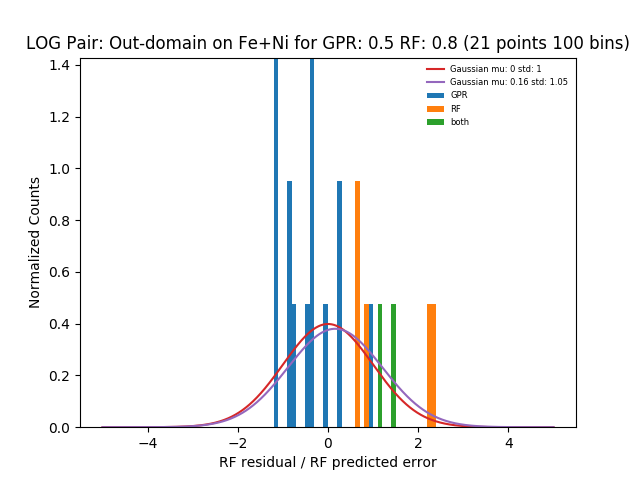 LOG Pair: Out-domain on Fe+Ni for GPR: 0.5 RF: 0.8 (21 points 100 bins)
Gaussian mu: 0 std: 1
Gaussian mu: 0.16 std: 1.05
GPR
RF
both
1.4
1.2
1.0
0.8
0.6
0.4
0.2
0.0
Normalized Counts
−4
−2
0
2
4
RF residual / RF predicted error